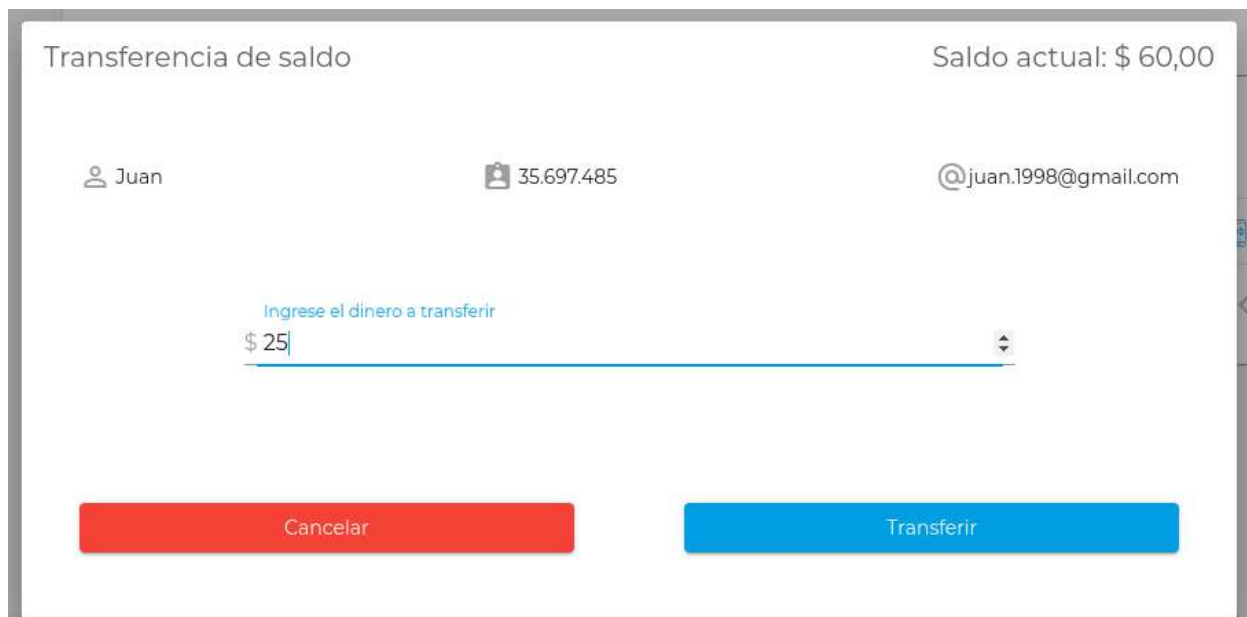 Transferencia de saldo Saldo actual: $ 60,00
Juan 35.697.485 @juan.1998@gmail.com
Ingrese el dinero a transferir
$ 25
Cancelar Transferir